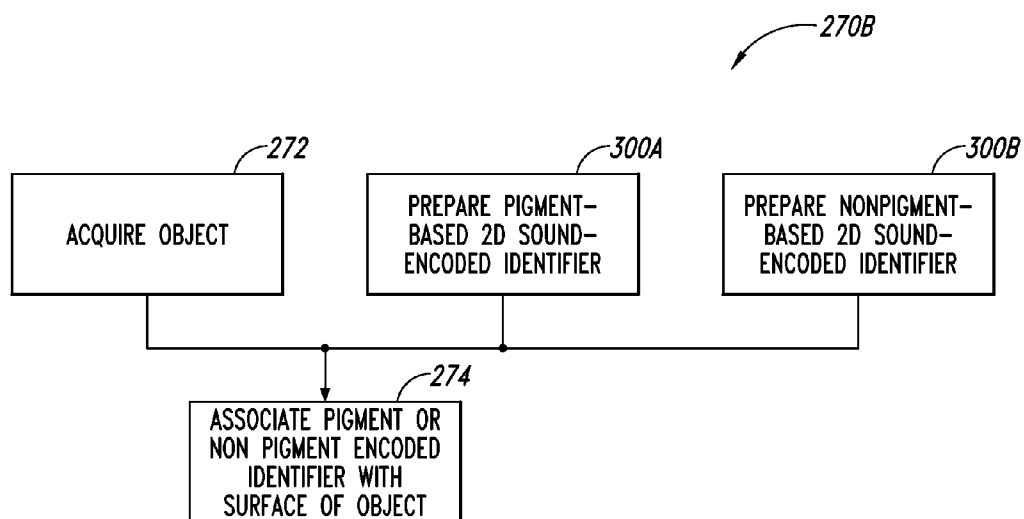 270B
272
300A
300B
ACQUIRE OBJECT
PREPARE PIGMENT-
BASED 2D SOUND-
ENCODED IDENTIFIER
PREPARE NONPIGMENT-
BASED 2D SOUND-
ENCODED IDENTIFIER
274
ASSOCIATE PIGMENT OR
NON PIGMENT ENCODED
IDENTIFIER WITH
SURFACE OF OBJECT